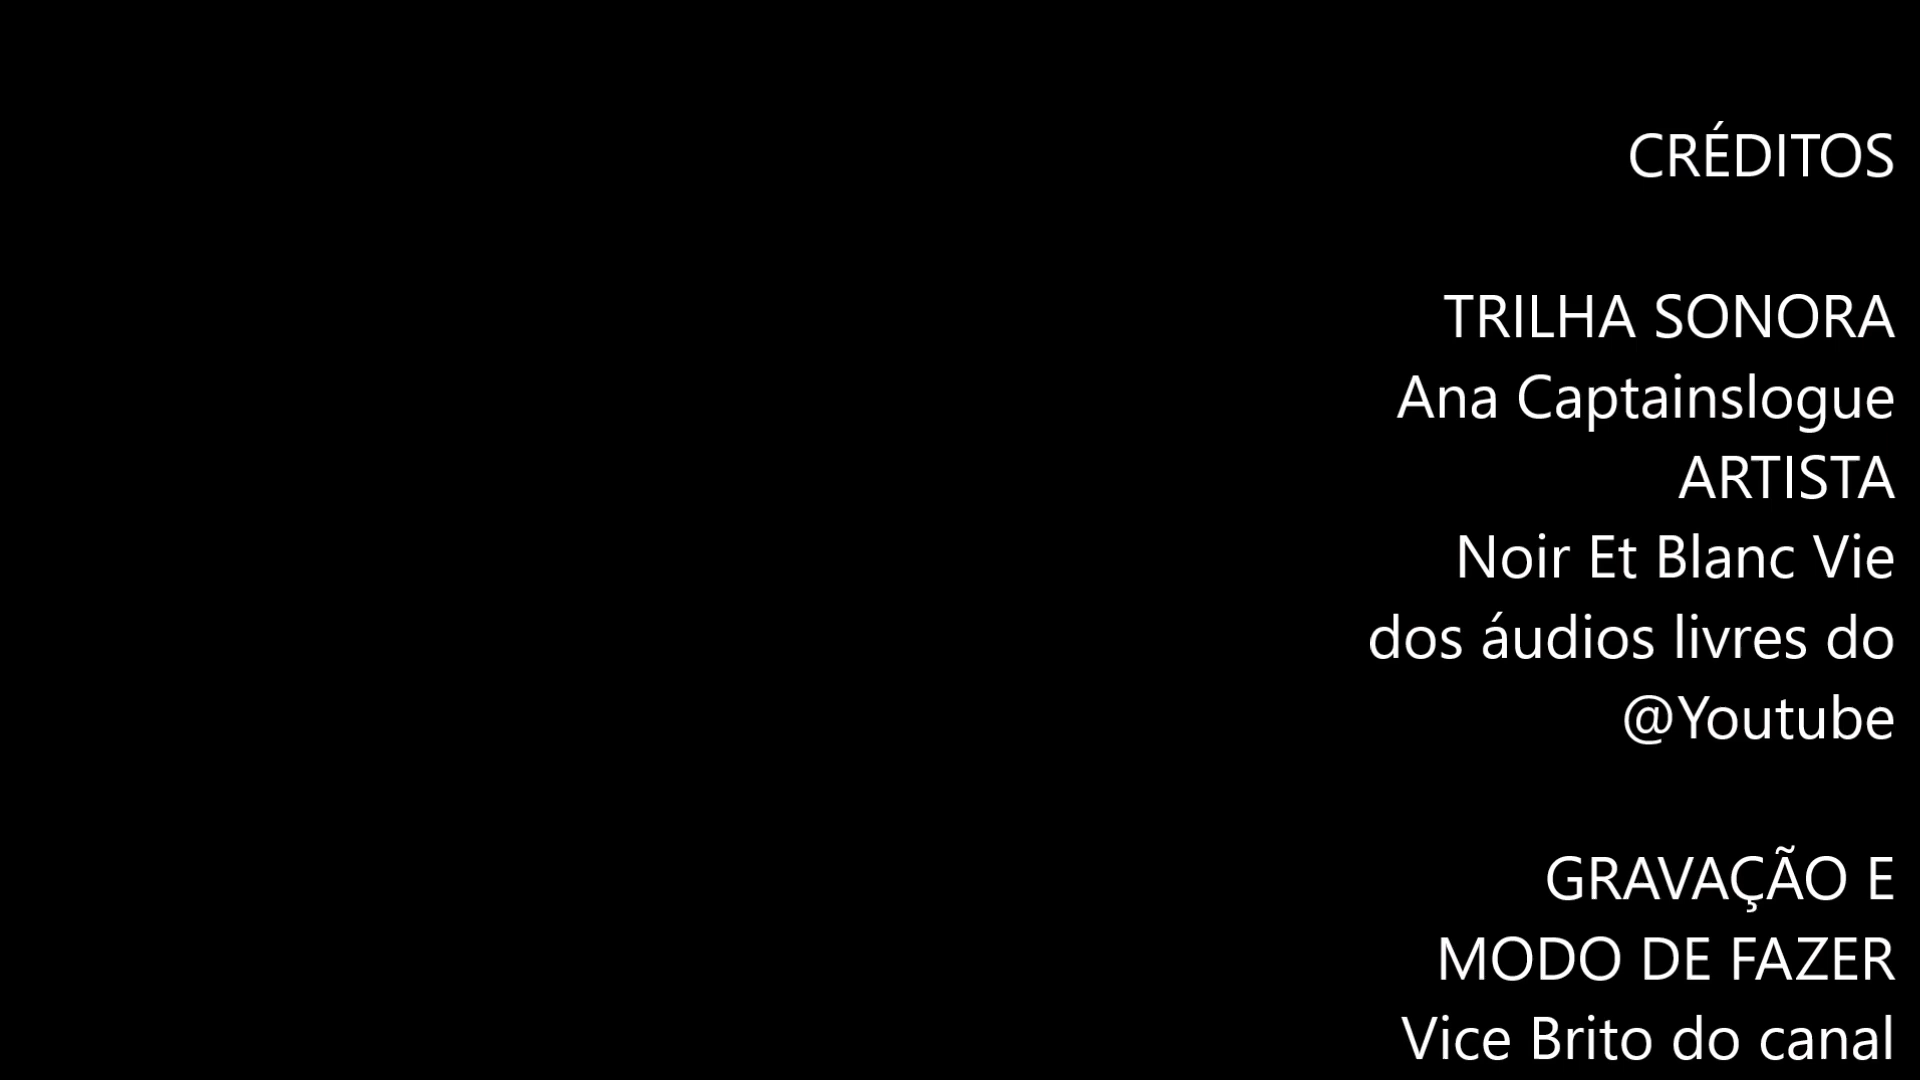 CRÉDITOS
TRILHA SONORA
Ana Captainslogue
ARTISTA
Noir Et Blanc Vie
dos áudios livres do
@Youtube
GRAVAÇÃO E
MODO DE FAZER
Vice Brito do canal